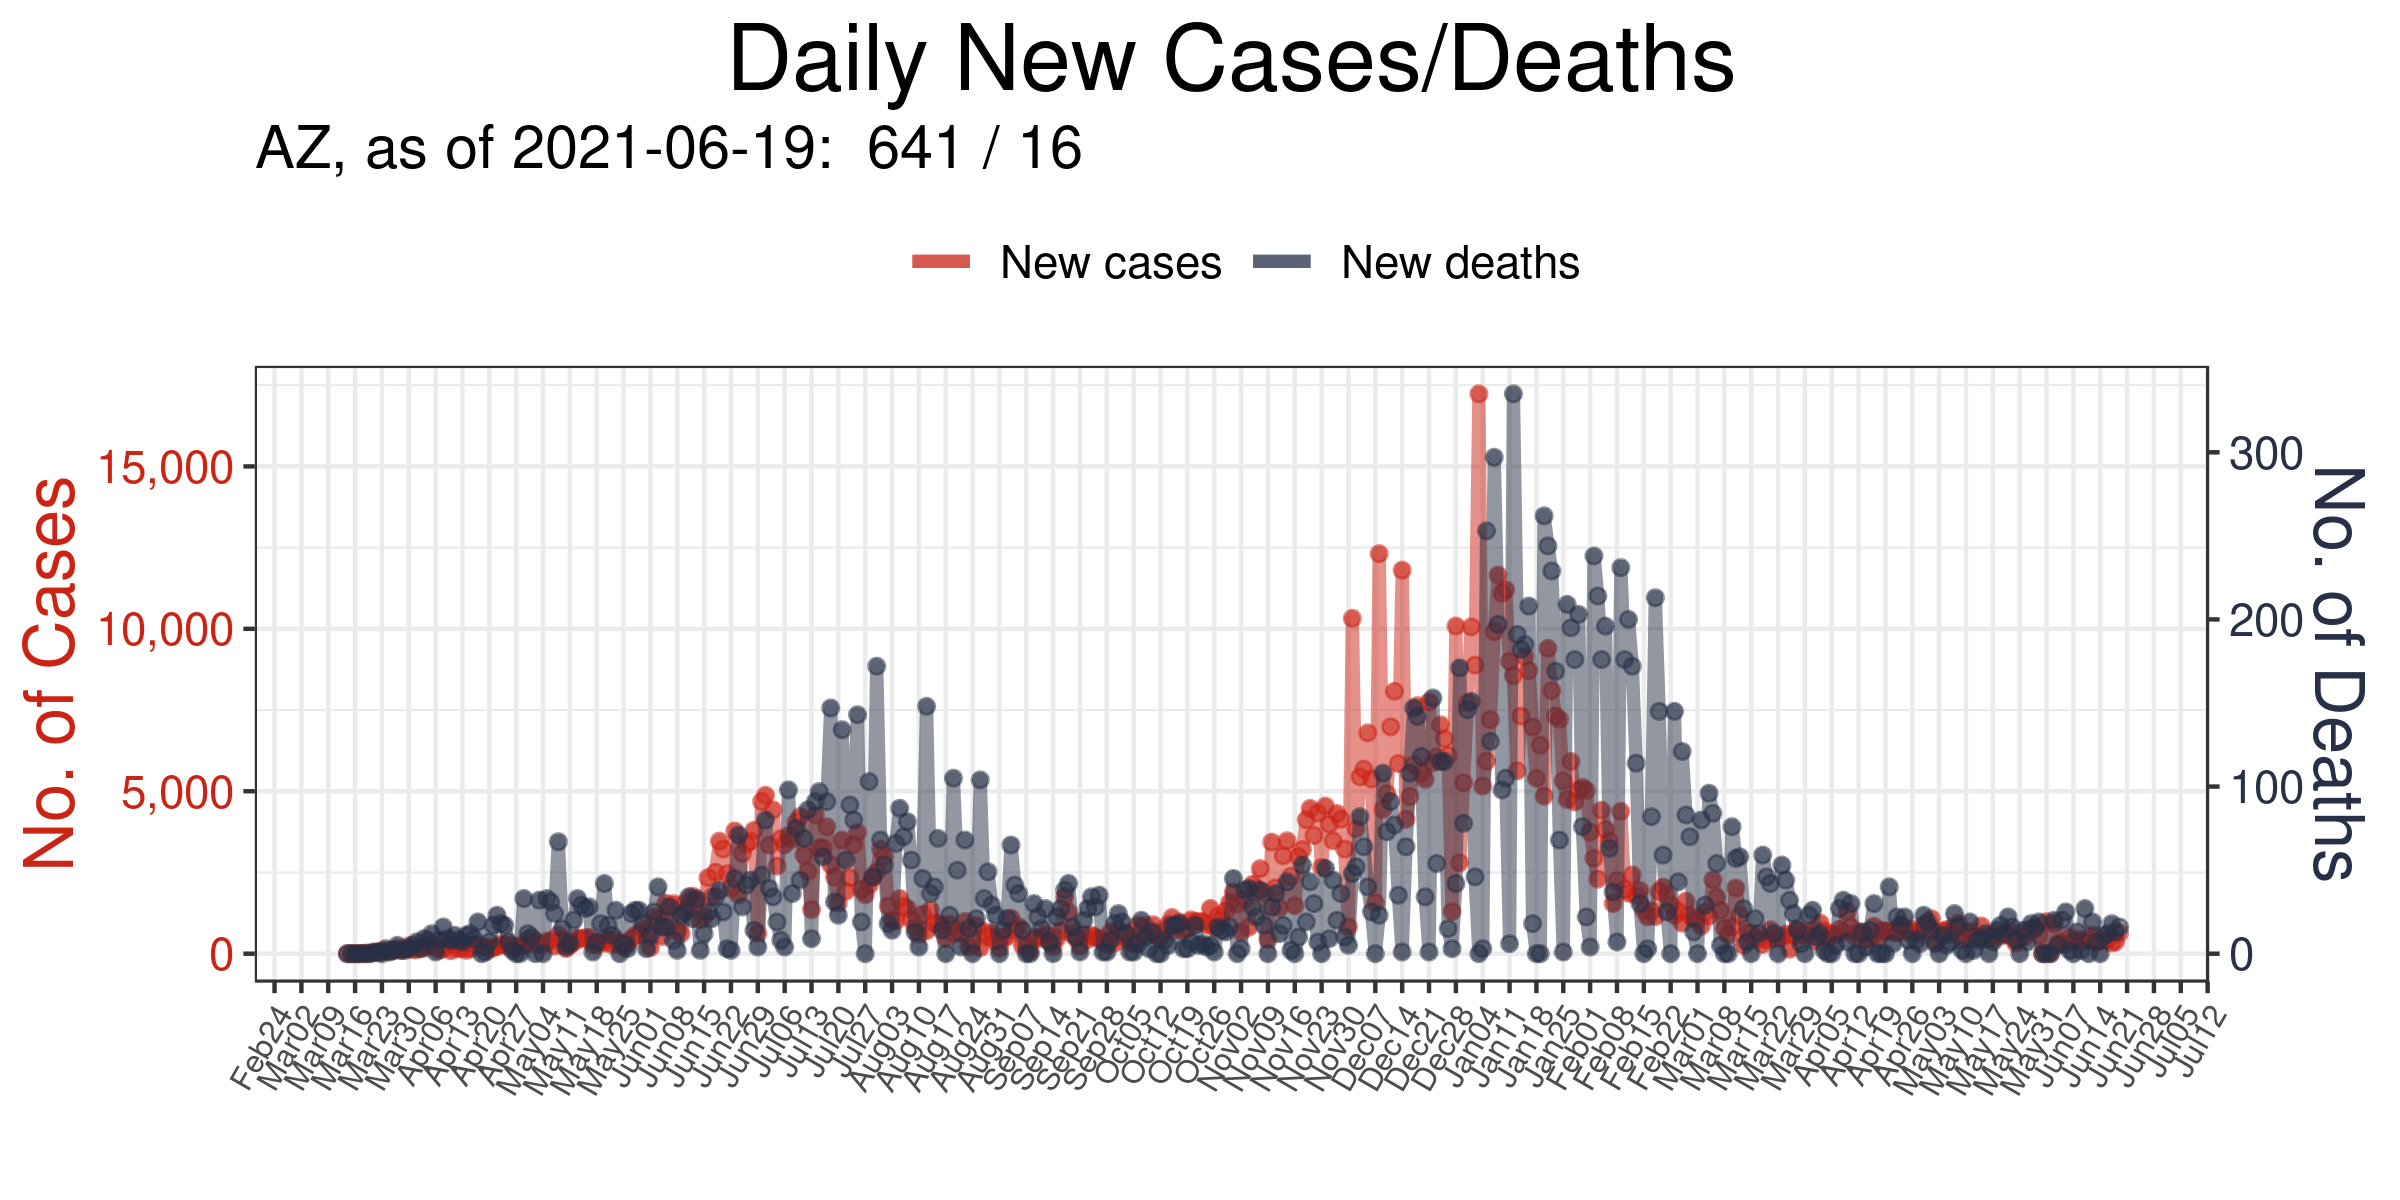 Daily New Cases/Deaths
AZ, as of 2021-06-19: 641 / 16
New cases
New deaths
No. of Cases
15,000
10,000
5,000
0
300
200
100
0
No. of Deaths
Feb24
Mar02
Mar09
Mar16
Mar23
Mar30
Apr06
Apr13
Apr20
Apr27
May04
May11
May18
May25
Jun01
Jun08
Jun15
Jun22
Jun29
Jul06
Jul13
Jul20
Jul27
Aug03
Aug10
Aug17
Aug24
Aug31
Sep07
Sep14
Sep21
Sep28
Oct05
Oct12
Oct19
Oct26
Nov02
Nov09
Nov16
Nov23
Nov30
Dec07
Dec14
Dec21
Dec28
Jan04
Jan11
Jan18
Jan25
Feb01
Feb08
Feb15
Feb22
Mar01
Mar08
Mar15
Mar22
Mar29
Apr05
Apr12
Apr19
Apr26
May03
May10
May17
May24
May31
Jun07
Jun14
Jun21
Jun28
Jul05
Jul12